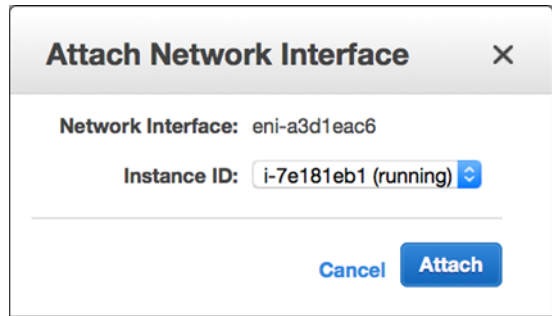 Attach Network Interface
Network Interface: eni-a3d1eac6
Instance ID: i-7e181eb1 (running)
Cancel Attach